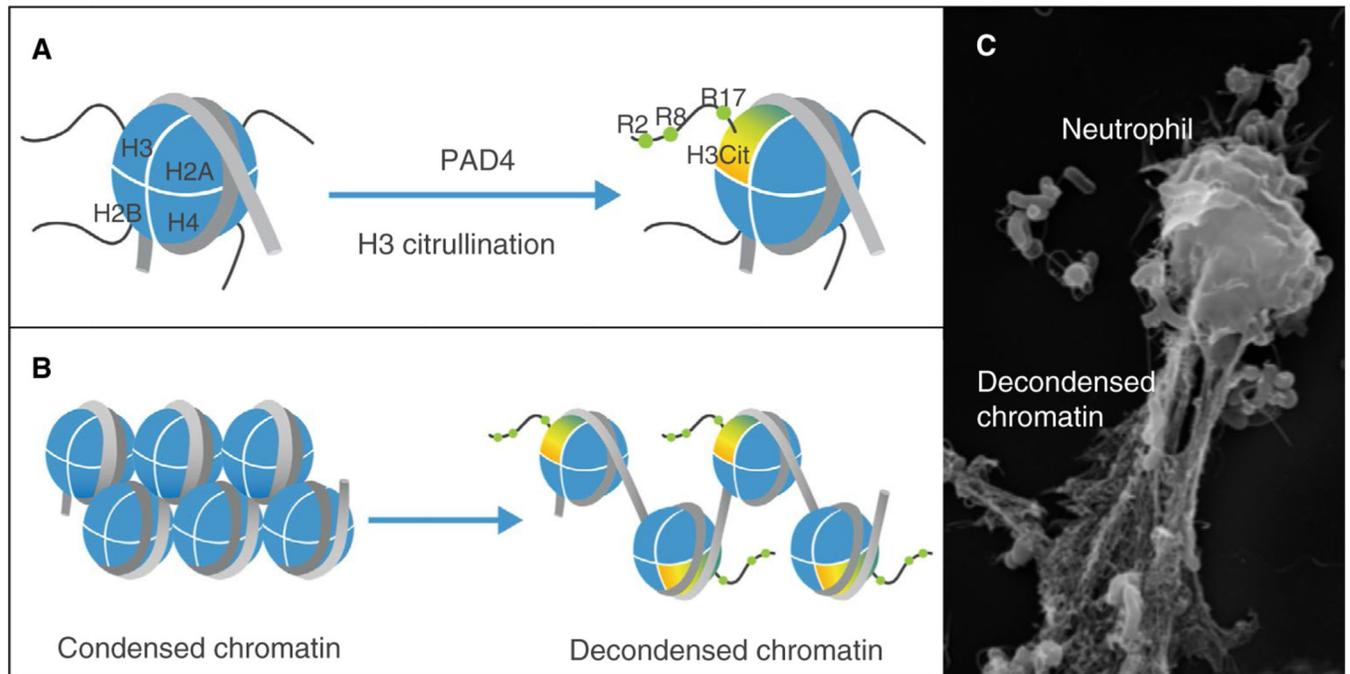 A
H3
H2A
H2B
H4
PAD4
H3 citrullination
R2
R8
R17
H3Cit
B
Condensed chromatin
Decondensed chromatin
C
Neutrophil
Decondensed
chromatin